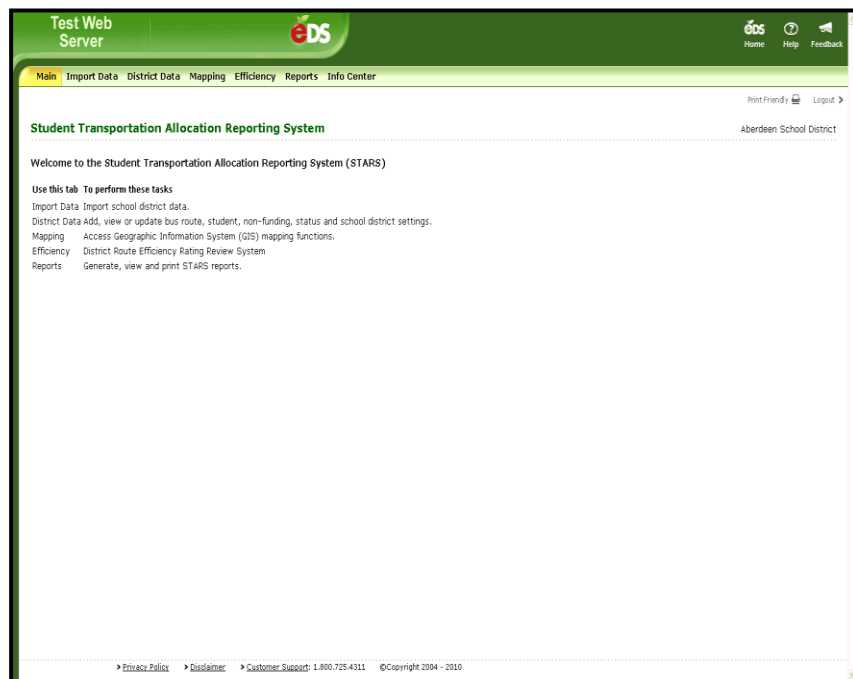 Test Web
Server
eDS
eDS
Home Help Feedback
Main Import Data District Data Mapping Efficiency Reports Info Center
Print Friendly Logout
Student Transportation Allocation Reporting System
Aberdeen School District
Welcome to the Student Transportation Allocation Reporting System (STARS)
Use this tab To perform these tasks
Import Data Import school district data.
District Data Add, view or update bus route, student, non-funding, status and school district settings.
Mapping Access Geographic Information System (GIS) mapping functions.
Efficiency District Route Efficiency Rating Review System
Reports Generate, view and print STARS reports.
Privacy Policy Disclaimer Customer Support: 1.800.725.4311 ©Copyright 2004 - 2010